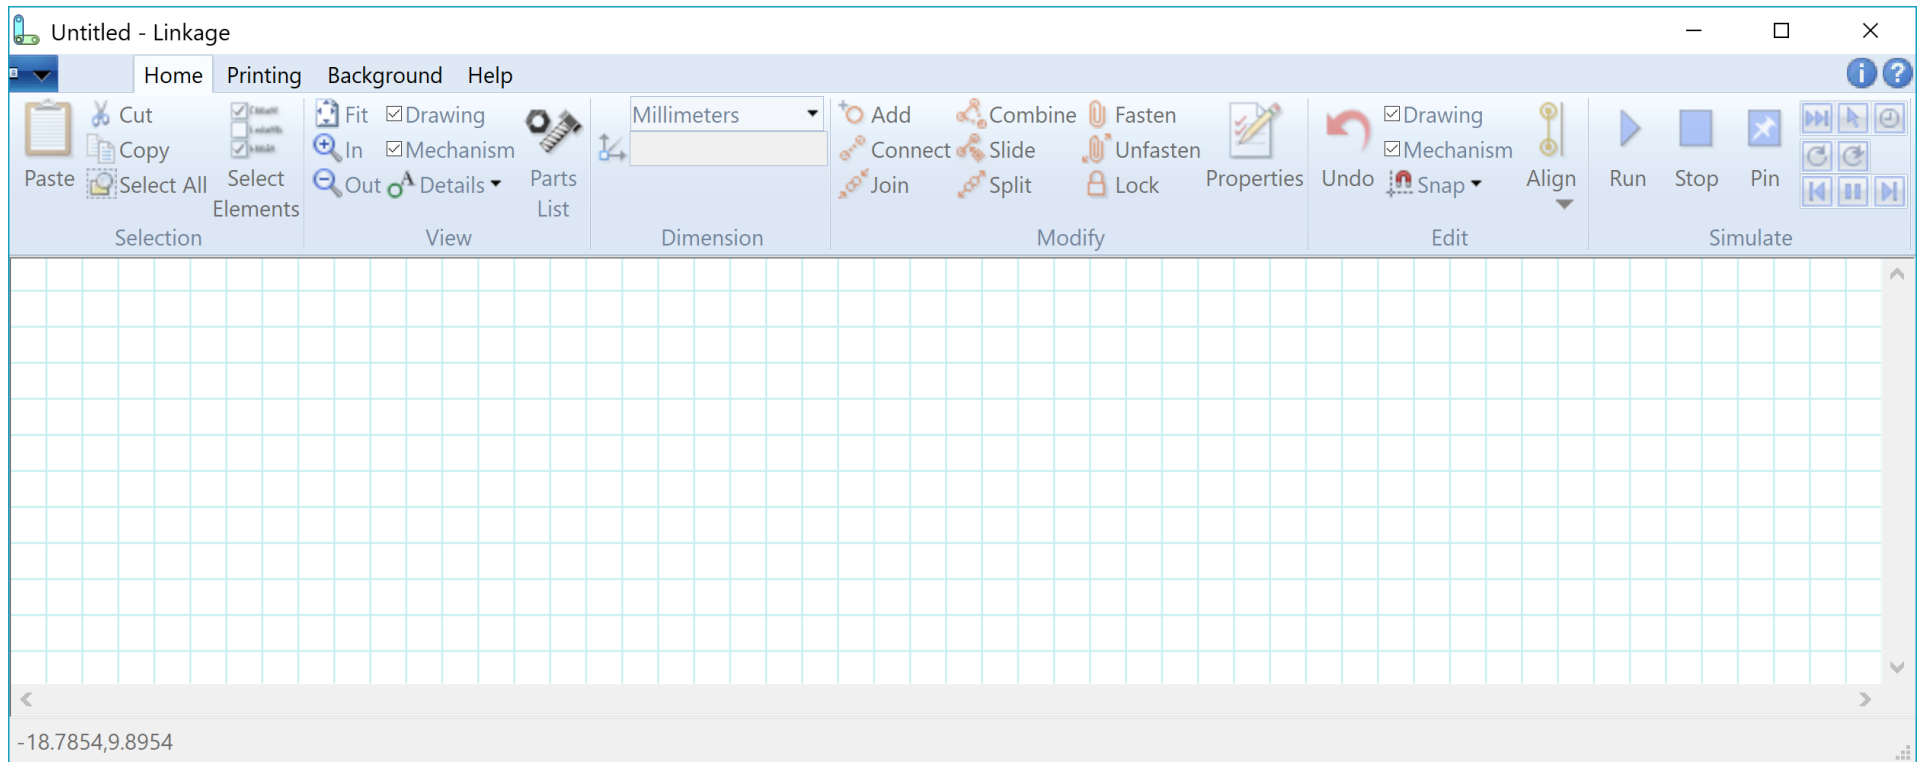 Untitled - Linkage
Home Printing Background Help
Paste
Cut
Copy
Select All
Select
Elements
Selection
Fit
In
Out
Drawing
Mechanism
Details
Parts
List
View
Millimeters
Dimension
Add
Connect
Join
Combine
Slide
Split
Fasten
Unfasten
Lock
Properties
Modify
Undo
Drawing
Mechanism
Snap
Align
Edit
Run
Stop
Pin
Simulate
-18.7854,9.8954